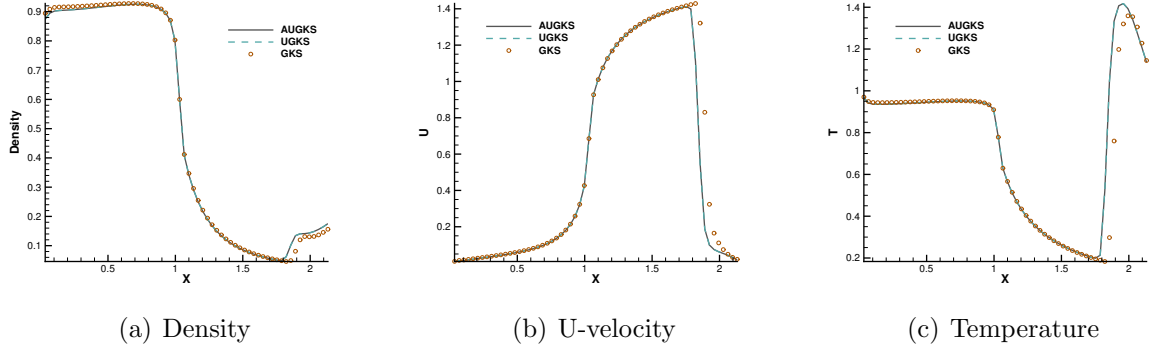 Density
0.9
0.8
0.7
0.6
0.5
0.4
0.3
0.2
0.1
0.5
1
1.5
2
X
AUGKS
UGKS
GKS
(a) Density
U
1.4
1.2
1
0.8
0.6
0.4
0.2
0.5
1
1.5
2
X
AUGKS
UGKS
GKS
(b) U-velocity
T
1.4
1.2
1
0.8
0.6
0.4
0.2
0.5
1
1.5
2
X
AUGKS
UGKS
GKS
(c) Temperature